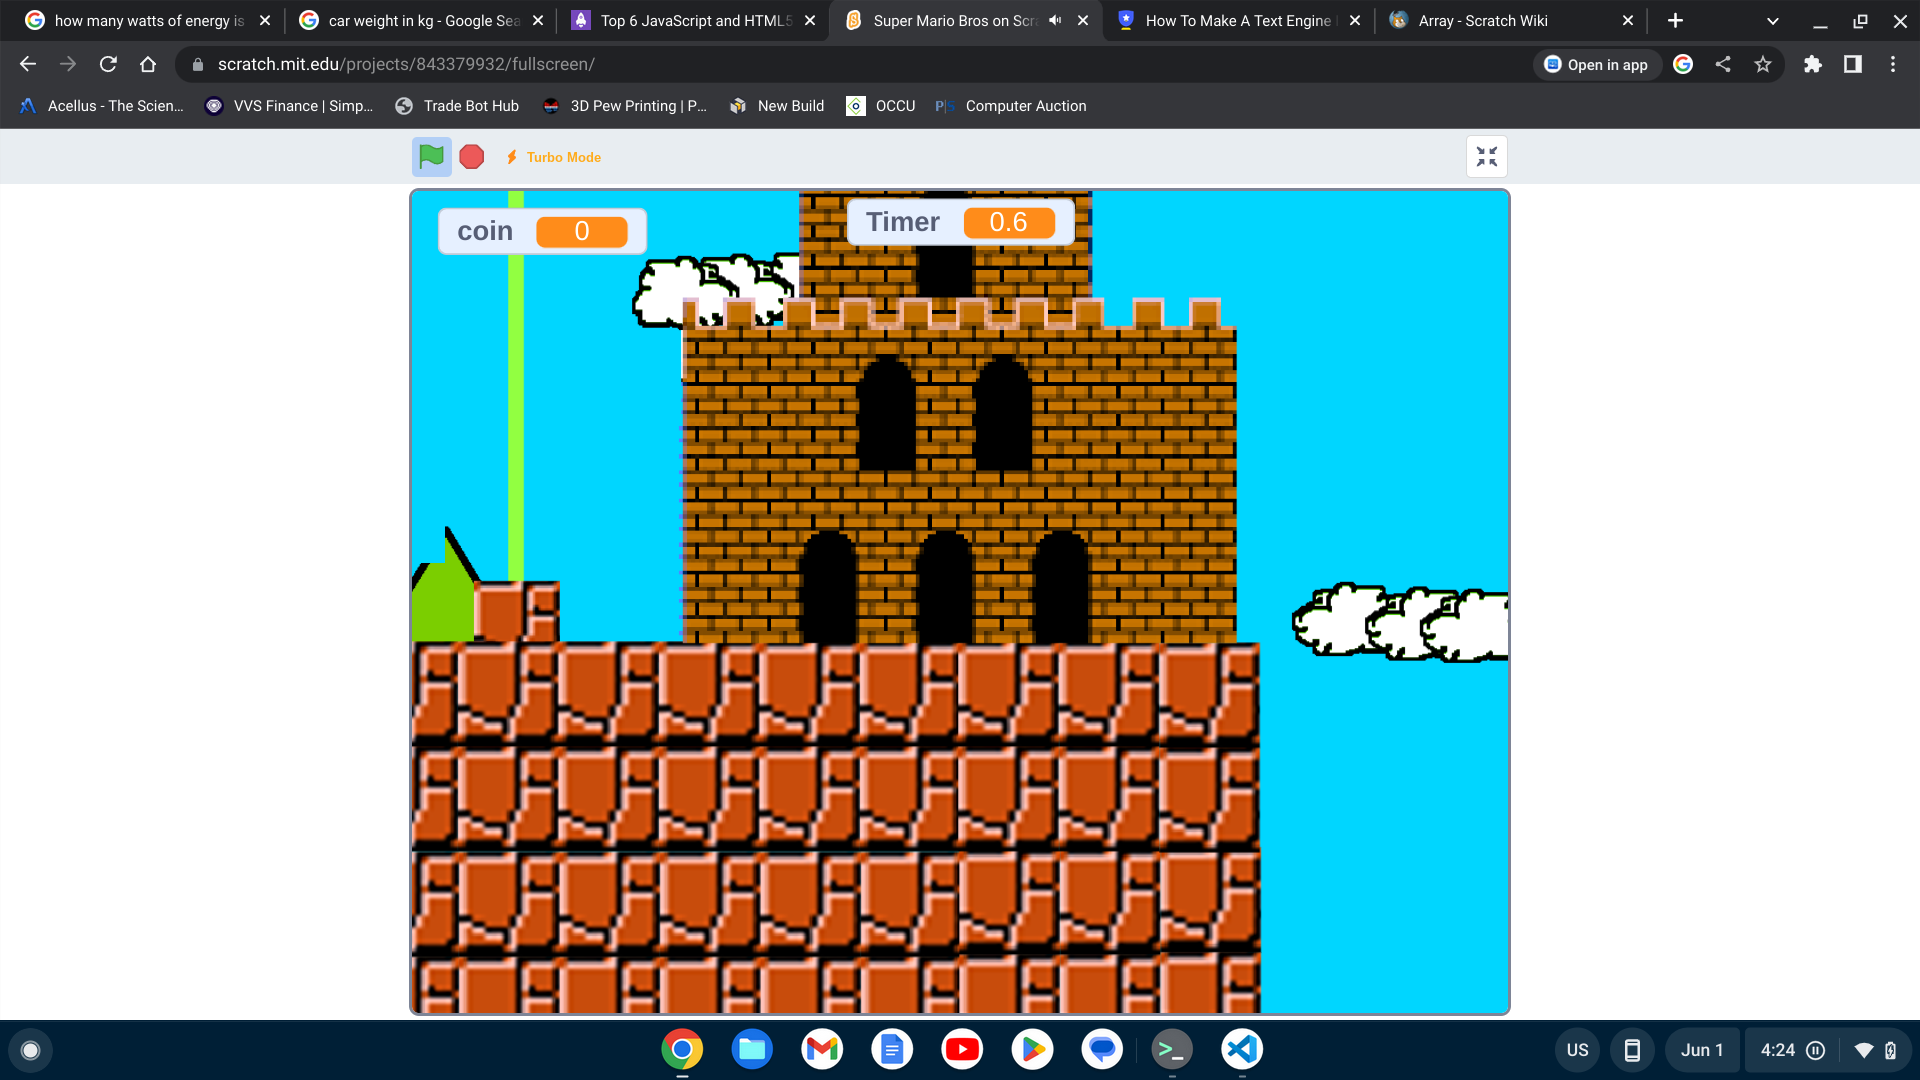 how many watts of energy is
car weight in kg - Google Sea
Top 6 JavaScript and HTML5
Super Mario Bros on Scra
How To Make A Text Engine
Array - Scratch Wiki
scratch.mit.edu/projects/843379932/fullscreen/
Open in app
Acellus - The Scien...
VVS Finance | Simp...
Trade Bot Hub
3D Pew Printing | P...
New Build
OCCU
P|S
Computer Auction
Turbo Mode
coin 0
Timer 0.6
US
Jun 1
4:24